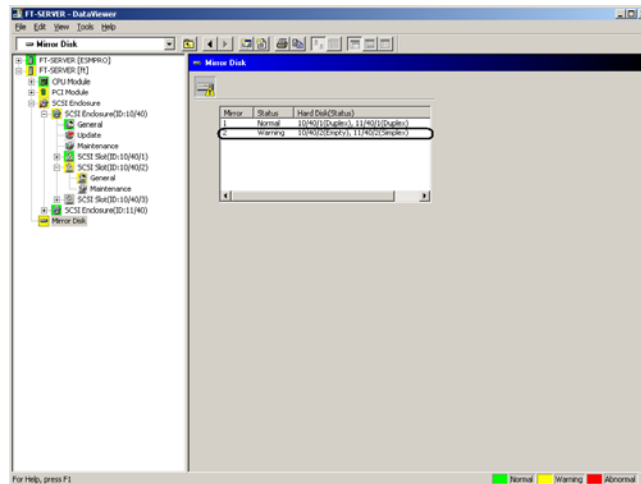 FT-SERVER - DataViewer
File Edit View Tools Help
Mirror Disk
FT-SERVER [ESMPRO]
FT-SERVER [ft]
CPU Module
PCI Module
SCSI Enclosure
SCSI Enclosure(ID:10/40)
General
Update
Maintenance
SCSI Slot(ID:10/40/1)
SCSI Slot(ID:10/40/2)
General
Maintenance
SCSI Slot(ID:10/40/3)
SCSI Enclosure(ID:11/40)
Mirror Disk
Mirror Disk
Mirror Status Hard Disk(Status)
1 Normal 10/40/1(Duplex), 11/40/1(Duplex)
2 Warning 10/40/2(Empty), 11/40/2(Simplex)
For Help, press F1
Normal Warning Abnormal